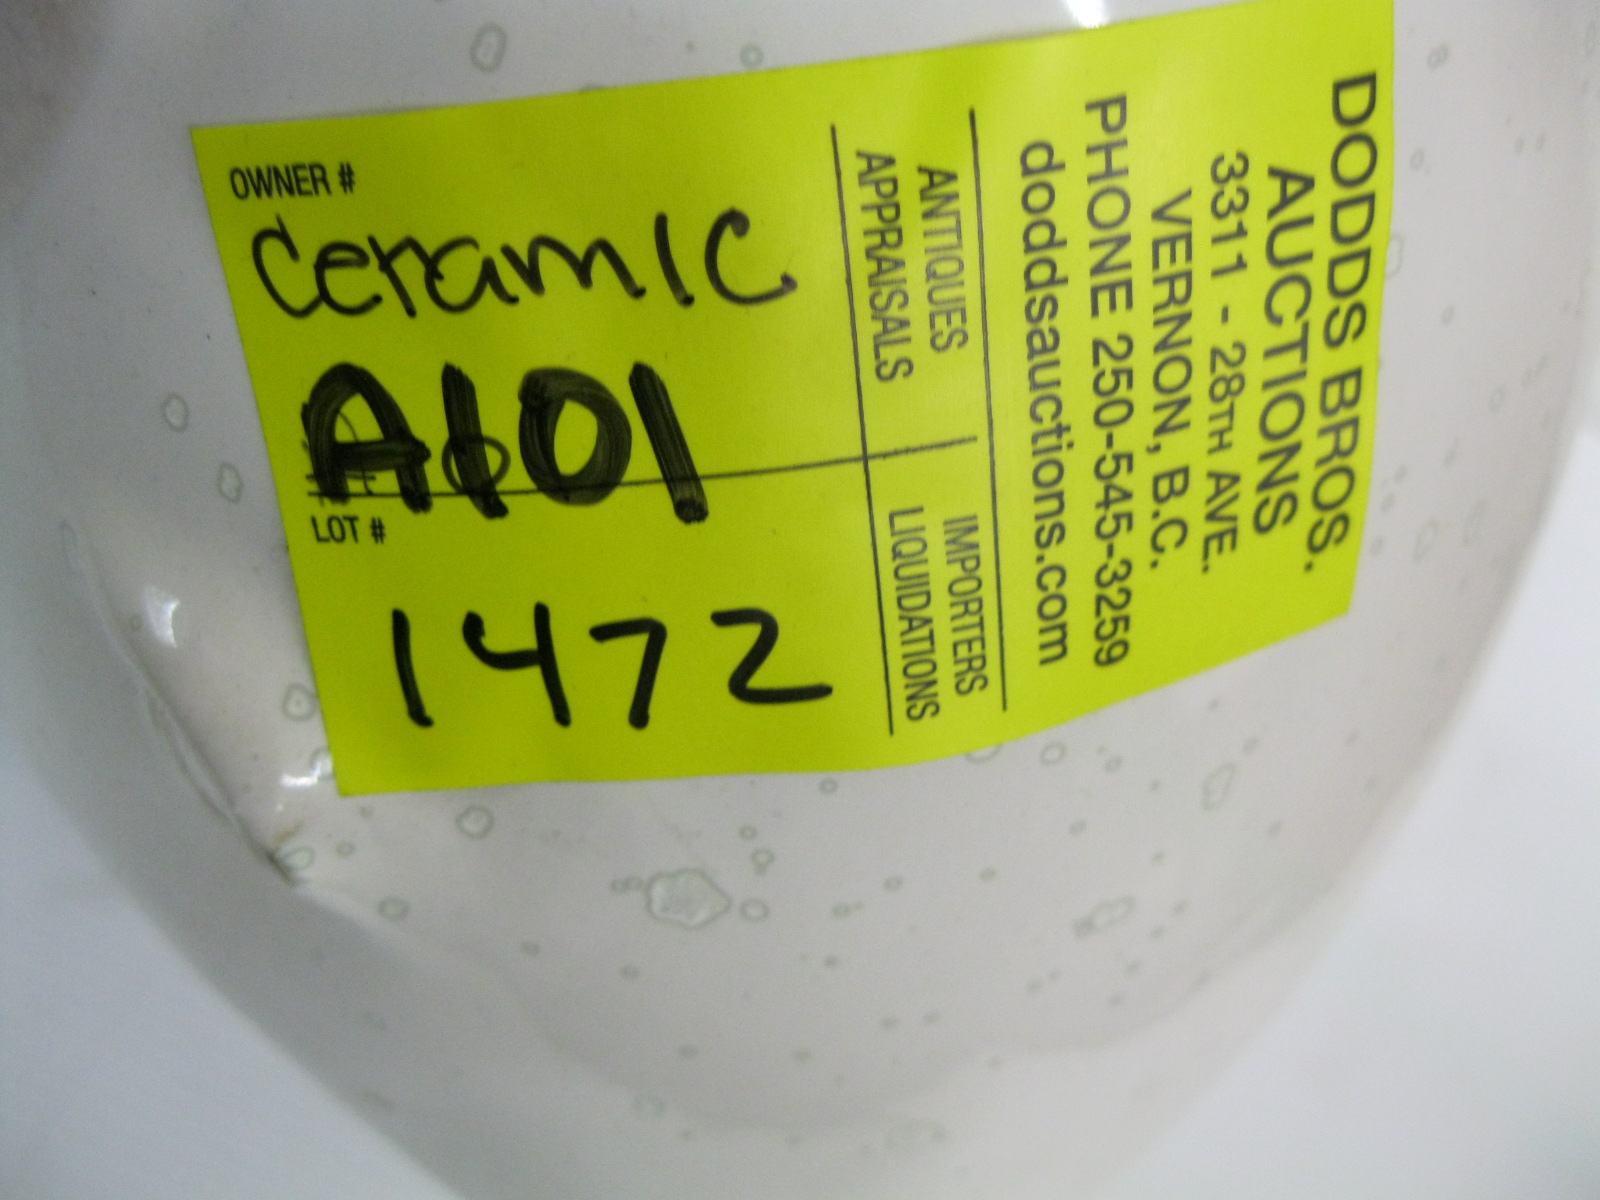 DODDS BROS.
AUCTIONS
3311 - 28TH AVE.
VERNON, B.C.
PHONE 250-545-3259
doddsauctions.com
ANTIQUES
APPRAISALS
IMPORTERS
LIQUIDATIONS
OWNER #
Ceramic
A101
LOT #
1472